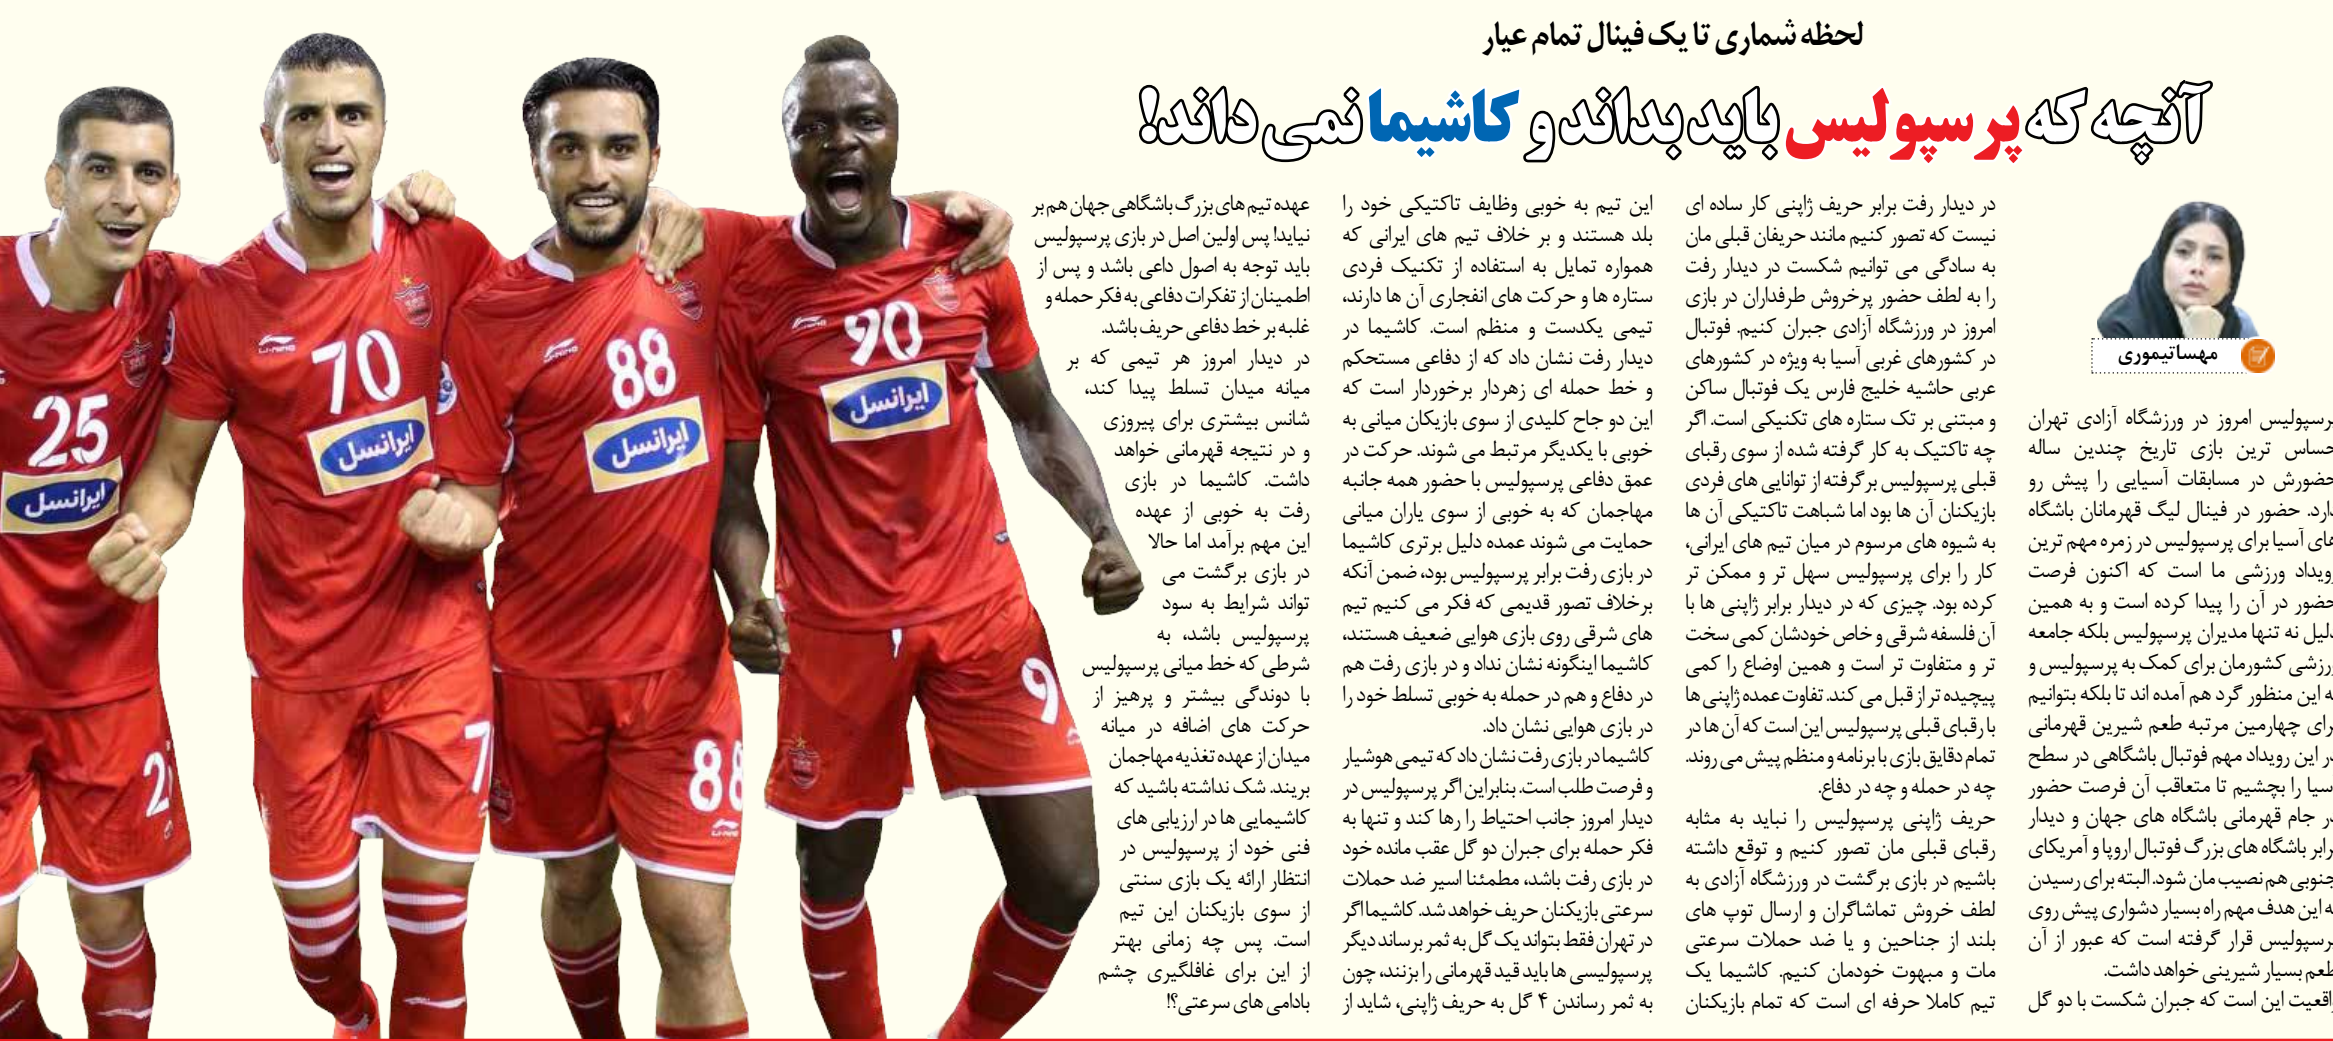 لحظه شماری تا یک فینال تمام عیار
آنچه که پرسپولیس باید بداند و کاشیما نمی داند!
مهسا تیموری
پرسپولیس امروز در ورزشگاه آزادی تهران
حساس ترین بازی تاریخ چندین ساله
حضورش در مسابقات آسیایی را پیش رو
دارد. حضور در فینال لیگ قهرمانان باشگاه
های آسیا برای پرسپولیس در زمره مهم ترین
رویداد ورزشی ما است که اکنون فرصت
حضور در آن را پیدا کرده است و به همین
دلیل نه تنها مدیران پرسپولیس بلکه جامعه
ورزشی کشورمان برای کمک به پرسپولیس و
به این منظور گرد هم آمده اند تا بلکه بتوانیم
برای چهارمین مرتبه طعم شیرین قهرمانی
در این رویداد مهم فوتبال باشگاهی در سطح
آسیا را بچشیم تا متعاقب آن فرصت حضور
در جام قهرمانی باشگاه های جهان و دیدار
برابر باشگاه های بزرگ فوتبال اروپا و آمریکای
جنوبی هم نصیب مان شود. البته برای رسیدن
به این هدف مهم راه بسیار دشواری پیش روی
پرسپولیس قرار گرفته است که عبور از آن
طعم بسیار شیرینی خواهد داشت.
واقعیت این است که جبران شکست با دو گل
در دیدار رفت برابر حریف ژاپنی کار ساده ای
نیست که تصور کنیم مانند حریفان قبلی مان
به سادگی می توانیم شکست در دیدار رفت
را به لطف حضور پرخروش طرفداران در بازی
امروز در ورزشگاه آزادی جبران کنیم. فوتبال
در کشورهای غربی آسیا به ویژه در کشورهای
عربی حاشیه خلیج فارس یک فوتبال ساکن
و مبتنی بر تک ستاره های تکنیکی است. اگر
چه تاکتیک به کار گرفته شده از سوی رقبای
قبلی پرسپولیس برگرفته از توانایی های فردی
بازیکنان آن ها بود اما شباهت تاکتیکی آن ها
به شیوه های مرسوم در میان تیم های ایرانی،
کار را برای پرسپولیس سهل تر و ممکن تر
کرده بود. چیزی که در دیدار برابر ژاپنی ها با
آن فلسفه شرقی و خاص خودشان کمی سخت
تر و متفاوت تر است و همین اوضاع را کمی
پیچیده تر از قبل می کند. تفاوت عمده ژاپنی ها
با رقبای قبلی پرسپولیس این است که آن ها در
تمام دقایق بازی با برنامه و منظم پیش می روند.
چه در حمله و چه در دفاع.
حریف ژاپنی پرسپولیس را نباید به مثابه
رقبای قبلی مان تصور کنیم و توقع داشته
باشیم در بازی برگشت در ورزشگاه آزادی به
لطف خروش تماشاگران و ارسال توپ های
بلند از جناحین و یا ضد حملات سرعتی
مات و مبهوت خودمان کنیم. کاشیما یک
تیم کاملا حرفه ای است که تمام بازیکنان
این تیم به خوبی وظایف تاکتیکی خود را
بلد هستند و بر خلاف تیم های ایرانی که
همواره تمایل به استفاده از تکنیک فردی
ستاره ها و حرکت های انفجاری آن ها دارند،
تیمی یکدست و منظم است. کاشیما در
دیدار رفت نشان داد که از دفاعی مستحکم
و خط حمله ای زهردار برخوردار است که
این دو جاح کلیدی از سوی بازیکان میانی به
خوبی با یکدیگر مرتبط می شوند. حرکت در
عمق دفاعی پرسپولیس با حضور همه جانبه
مهاجمان که به خوبی از سوی یاران میانی
حمایت می شوند عمده دلیل برتری کاشیما
در بازی رفت برابر پرسپولیس بود، ضمن آنکه
برخلاف تصور قدیمی که فکر می کنیم تیم
های شرقی روی بازی هوایی ضعیف هستند،
کاشیما اینگونه نشان نداد و در بازی رفت هم
در دفاع و هم در حمله به خوبی تسلط خود را
در بازی هوایی نشان داد.
کاشیما در بازی رفت نشان داد که تیمی هوشیار
و فرصت طلب است. بنابراین اگر پرسپولیس در
دیدار امروز جانب احتیاط را رها کند و تنها به
فکر حمله برای جبران دو گل عقب مانده خود
در بازی رفت باشد، مطمئنا اسیر ضد حملات
سرعتی بازیکنان حریف خواهد شد. کاشیما اگر
در تهران فقط بتواند یک گل به ثمر برساند دیگر
پرسپولیسی ها باید قید قهرمانی را بزنند، چون
به ثمر رساندن ۴ گل به حریف ژاپنی، شاید از
عهده تیم های بزرگ باشگاهی جهان هم بر
نیاید! پس اولین اصل در بازی پرسپولیس
باید توجه به اصول داعی باشد و پس از
اطمینان از تفکرات دفاعی به فکر حمله و
غلبه بر خط دفاعی حریف باشد.
در دیدار امروز هر تیمی که بر
میانه میدان تسلط پیدا کند،
شانس بیشتری برای پیروزی
و در نتیجه قهرمانی خواهد
داشت. کاشیما در بازی
رفت به خوبی از عهده
این مهم برآمد اما حالا
در بازی برگشت می
تواند شرایط به سود
پرسپولیس باشد، به
شرطی که خط میانی پرسپولیس
با دوندگی بیشتر و پرهیز از
حرکت های اضافه در میانه
میدان از عهده تغذیه مهاجمان
بریند. شک نداشته باشید که
کاشیمایی ها در ارزیابی های
فنی خود از پرسپولیس در
انتظار ارائه یک بازی سنتی
از سوی بازیکنان این تیم
است. پس چه زمانی بهتر
از این برای غافلگیری چشم
بادامی های سرعتی؟!
25
ایرانسل
2
LI-NING
70
ایرانسل
7
LI-NING
88
ایرانسل
88
LI-NING
90
ایرانسل
9